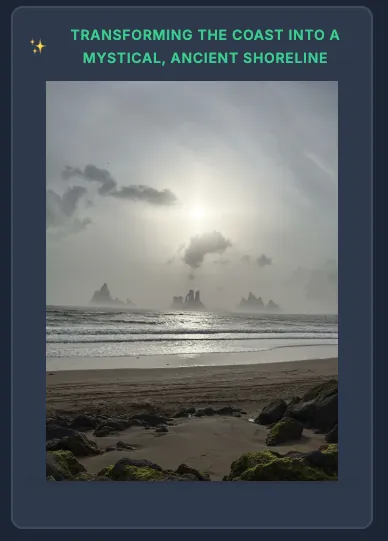 TRANSFORMING THE COAST INTO A
MYSTICAL, ANCIENT SHORELINE